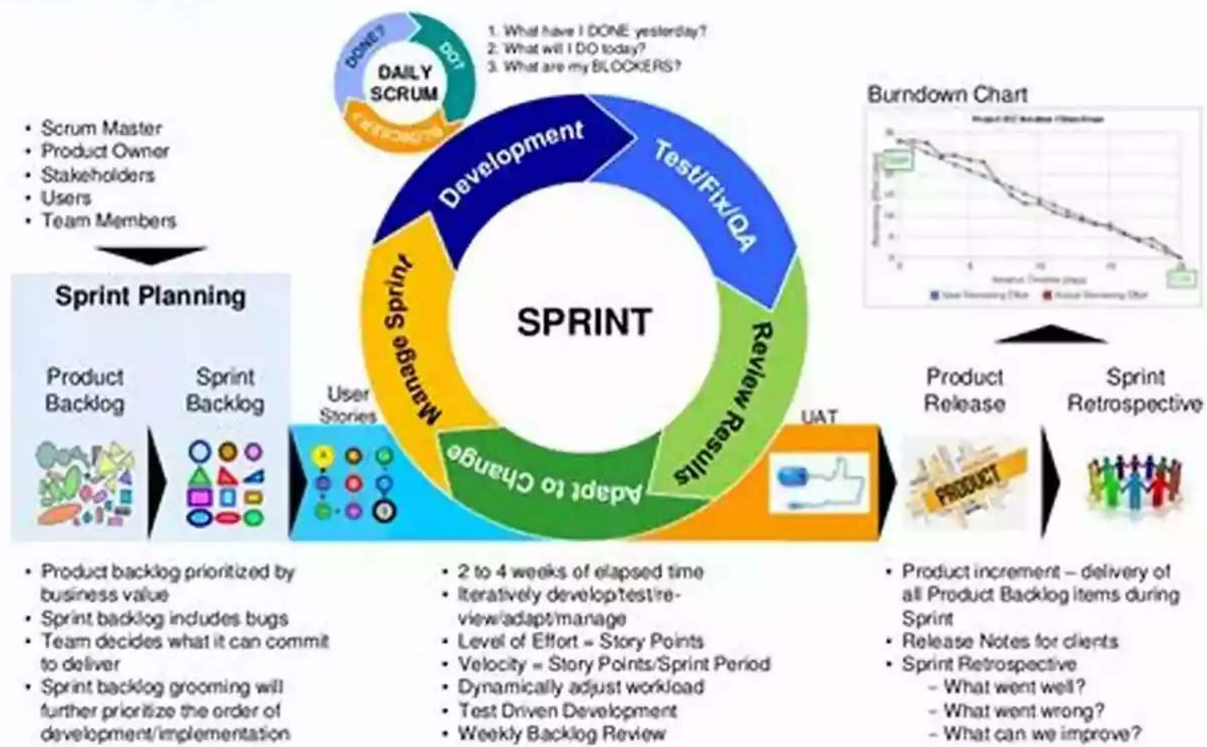 DONE?
DO?
DAILY
SCRUM
1. What have I DONE yesterday?
2. What will I DO today?
3. What are my BLOCKERS?
• Scrum Master
• Product Owner
• Stakeholders
• Users
• Team Members
Sprint Planning
Product
Backlog
Sprint
Backlog
User
Stories
Development
Test/Fix/QA
Review Results
Adapt to Change
Manage Sprint
SPRINT
UAT
Burndown Chart
Product
Release
Sprint
Retrospective
PRODUCT
• Product backlog prioritized by
business value
• Sprint backlog includes bugs
• Team decides what it can commit
to deliver
• Sprint backlog grooming will
further prioritize the order of
development/implementation
• 2 to 4 weeks of elapsed time
• Iteratively develop/test/re-
view/adapt/manage
• Level of Effort = Story Points
• Velocity = Story Points/Sprint Period
• Dynamically adjust workload
• Test Driven Development
• Weekly Backlog Review
• Product increment – delivery of
all Product Backlog items during
Sprint
• Release Notes for clients
• Sprint Retrospective
– What went well?
– What went wrong?
– What can we improve?